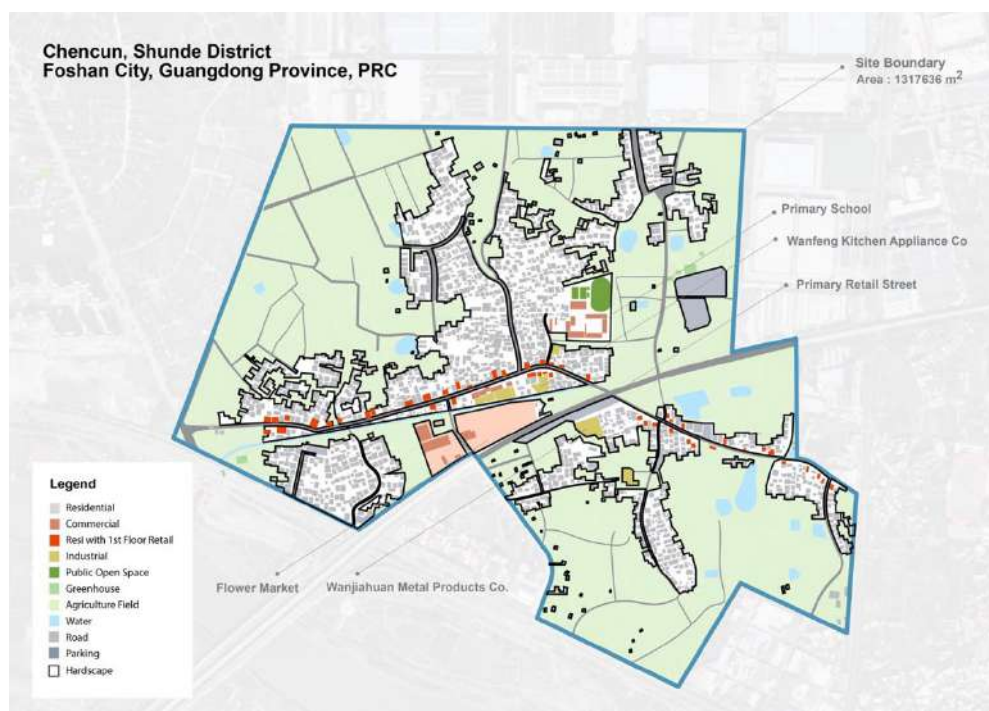 Chencun, Shunde District
Foshan City, Guangdong Province, PRC
Site Boundary
Area : 1317636 m2
Primary School
Wanfeng Kitchen Appliance Co
Primary Retail Street
Legend
Residential
Commercial
Resi with 1st Floor Retail
Industrial
Public Open Space
Greenhouse
Agriculture Field
Water
Road
Parking
Hardscape
Flower Market
Wanjiahuan Metal Products Co.